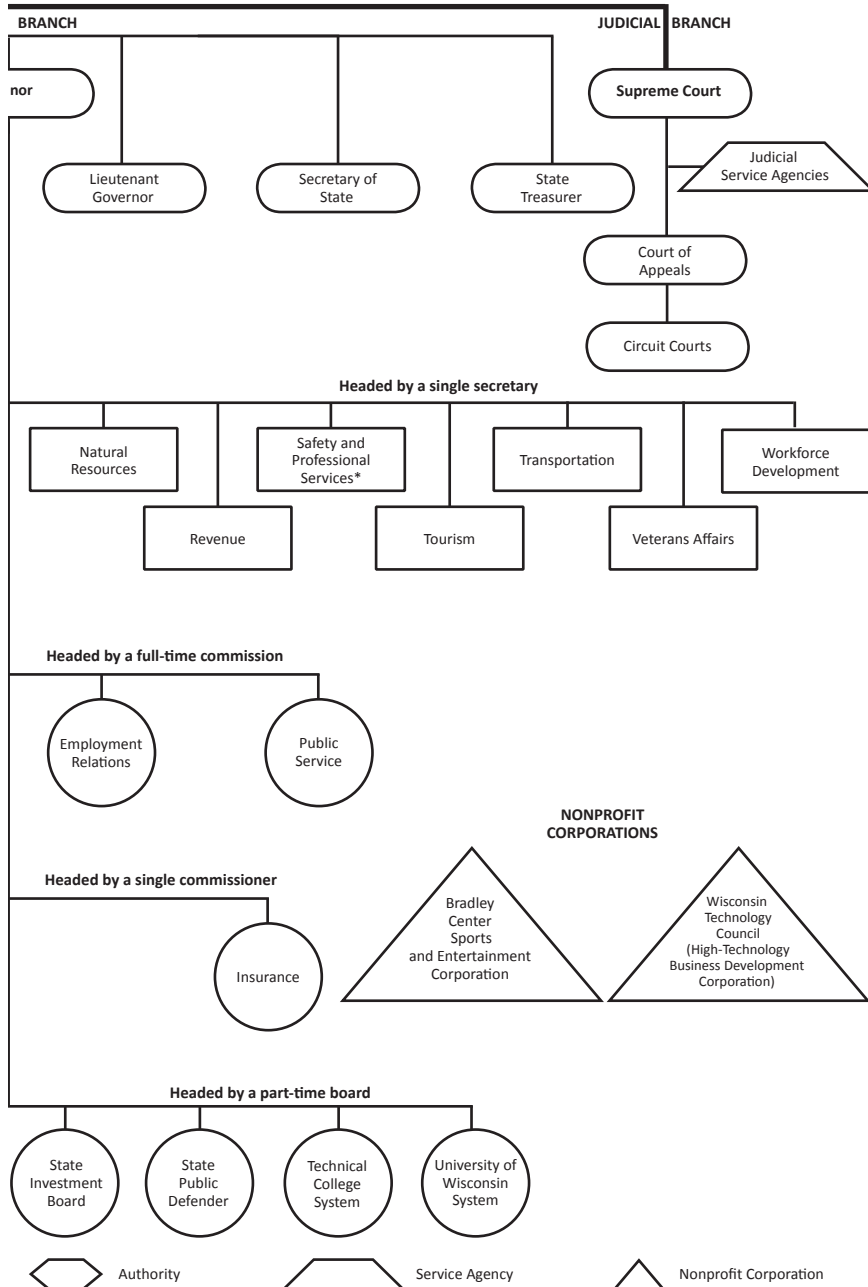 BRANCH
JUDICIAL BRANCH
nor
Supreme Court
Judicial
Service Agencies
Lieutenant
Governor
Secretary of
State
State
Treasurer
Court of
Appeals
Circuit Courts
Headed by a single secretary
Natural
Resources
Safety and
Professional
Services*
Transportation
Workforce
Development
Revenue
Tourism
Veterans Affairs
Headed by a full-time commission
Employment
Relations
Public
Service
NONPROFIT
CORPORATIONS
Headed by a single commissioner
Insurance
Bradley
Center
Sports
and Entertainment
Corporation
Wisconsin
Technology
Council
(High-Technology
Business Development
Corporation)
Headed by a part-time board
State
Investment
Board
State
Public
Defender
Technical
College
System
University of
Wisconsin
System
Authority
Service Agency
Nonprofit Corporation